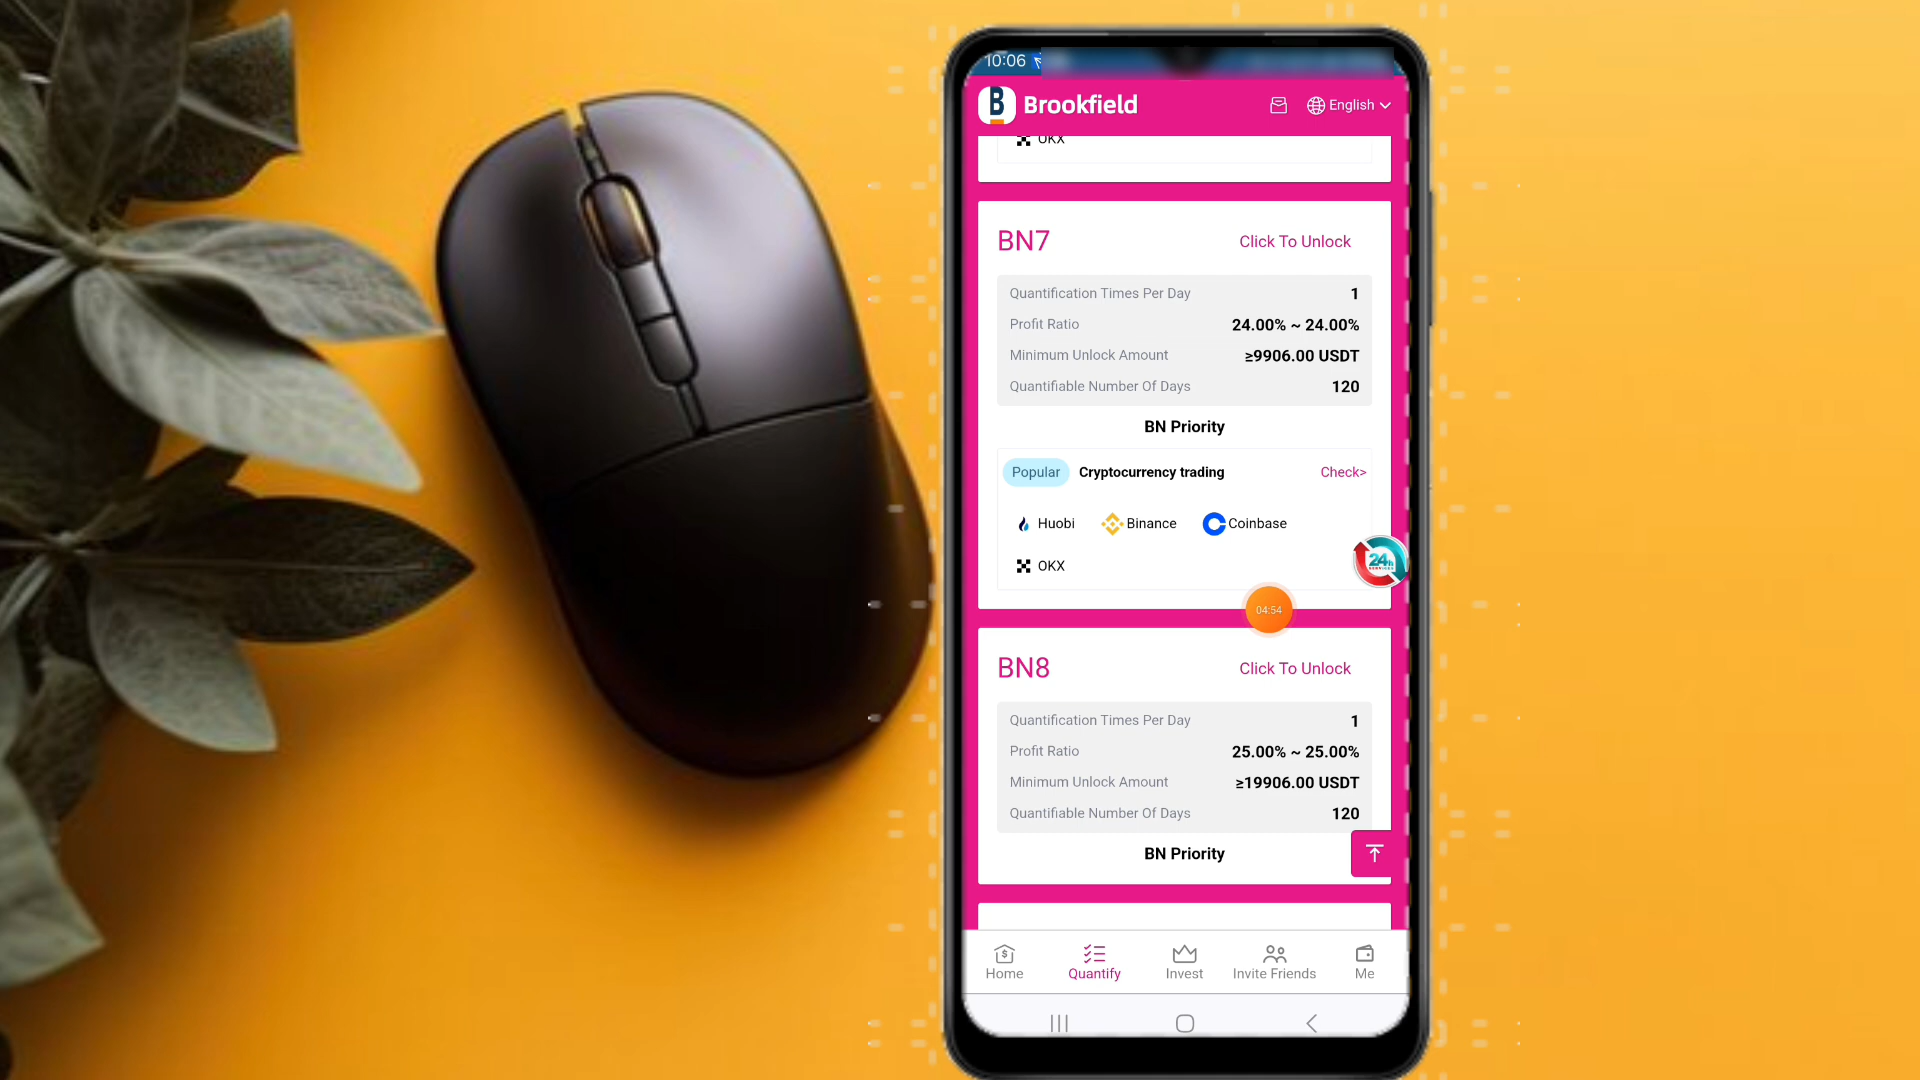 10:06
B Brookfield
English
OKX
BN7
Click To Unlock
Quantification Times Per Day 1
Profit Ratio 24.00% ~ 24.00%
Minimum Unlock Amount ≥9906.00 USDT
Quantifiable Number Of Days 120
BN Priority
Popular Cryptocurrency trading Check>
Huobi Binance Coinbase
OKX
24h
SERVICES
04:54
BN8
Click To Unlock
Quantification Times Per Day 1
Profit Ratio 25.00% ~ 25.00%
Minimum Unlock Amount ≥19906.00 USDT
Quantifiable Number Of Days 120
BN Priority
Home Quantify Invest Invite Friends Me